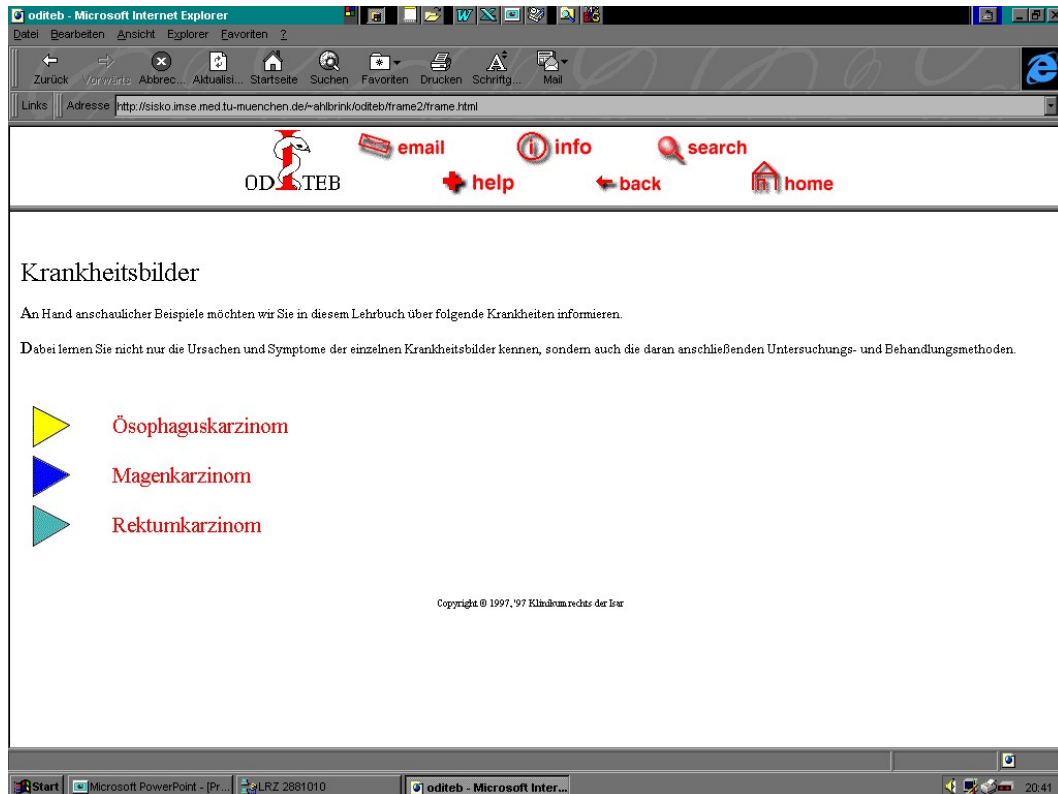 oditeb - Microsoft Internet Explorer
Datei Bearbeiten Ansicht Explorer Favoriten ?
Zurück Vorwärts Abbrec... Aktualisi... Startseite Suchen Favoriten Drucken Schriftg... Mail
Links Adresse http://sisko.imse.med.tu-muenchen.de/~ahlbrink/oditeb/frame2/frame.html
email info search
OD I TEB help back home
Krankheitsbilder
An Hand anschaulicher Beispiele möchten wir Sie in diesem Lehrbuch über folgende Krankheiten informieren.
Dabei lernen Sie nicht nur die Ursachen und Symptome der einzelnen Krankheitsbilder kennen, sondern auch die daran anschließenden Untersuchungs- und Behandlungsmethoden.
Ösophaguskarzinom
Magenkarzinom
Rektumkarzinom
Copyright © 1997, '97 Klinikum rechts der Isar
Start Microsoft PowerPoint - [Pr... LRZ 2881010 oditeb - Microsoft Inter... 20:41